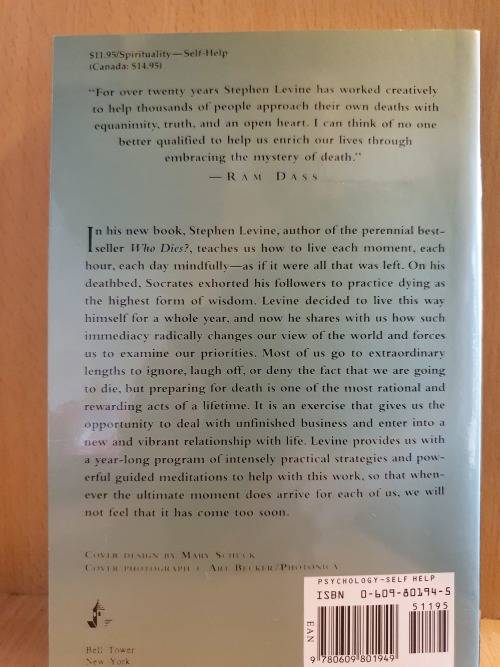 $11.95/Spirituality—Self-Help
(Canada: $14.95)
“For over twenty years Stephen Levine has worked creatively
to help thousands of people approach their own deaths with
equanimity, truth, and an open heart. I can think of no one
better qualified to help us enrich our lives through
embracing the mystery of death.”
—RAM DASS
In his new book, Stephen Levine, author of the perennial best-
seller Who Dies?, teaches us how to live each moment, each
hour, each day mindfully—as if it were all that was left. On his
deathbed, Socrates exhorted his followers to practice dying as
the highest form of wisdom. Levine decided to live this way
himself for a whole year, and now he shares with us how such
immediacy radically changes our view of the world and forces
us to examine our priorities. Most of us go to extraordinary
lengths to ignore, laugh off, or deny the fact that we are going
to die, but preparing for death is one of the most rational and
rewarding acts of a lifetime. It is an exercise that gives us the
opportunity to deal with unfinished business and enter into a
new and vibrant relationship with life. Levine provides us with
a year-long program of intensely practical strategies and pow-
erful guided meditations to help with this work, so that when-
ever the ultimate moment does arrive for each of us, we will
not feel that it has come too soon.
COVER DESIGN BY MARY SCHUCK
COVER PHOTOGRAPH © ART BECKER/PHOTONICA
PSYCHOLOGY-SELF HELP
ISBN 0-609-80194-5
51195
EAN
9 780609 801949
Bell Tower
New York